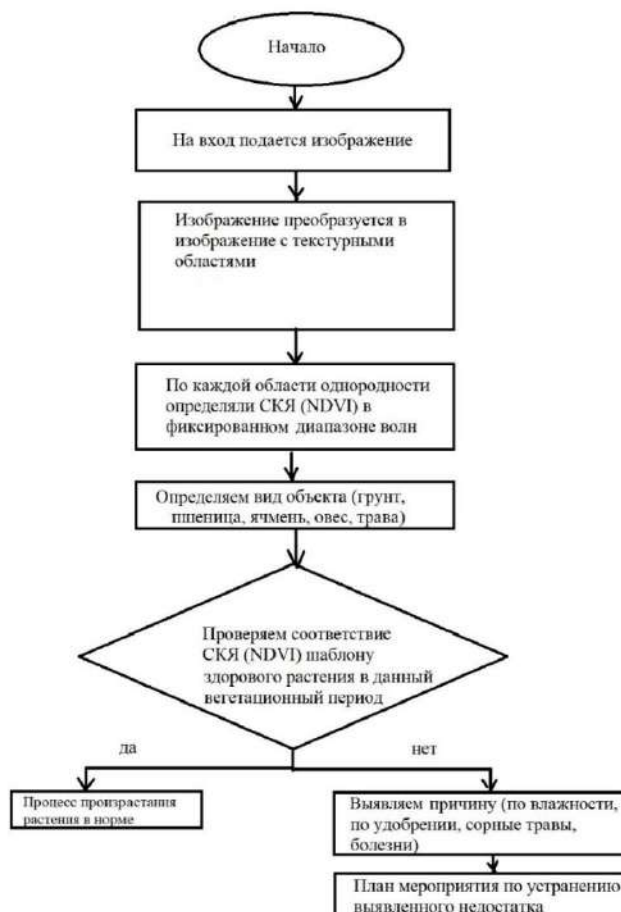 Начало
На вход подается изображение
Изображение преобразуется в
изображение с текстурными
областями
По каждой области однородности
определяли СКЯ (NDVI) в
фиксированном диапазоне волн
Определяем вид объекта (грунт,
пшеница, ячмень, овес, трава)
Проверяем соответствие
СКЯ (NDVI) шаблону
здорового растения в данный
вегетационный период
да
нет
Процесс произрастания
растения в норме
Выявляем причину (по влажности,
по удобрении, сорные травы,
болезни)
План мероприятия по устранению
выявленного недостатка